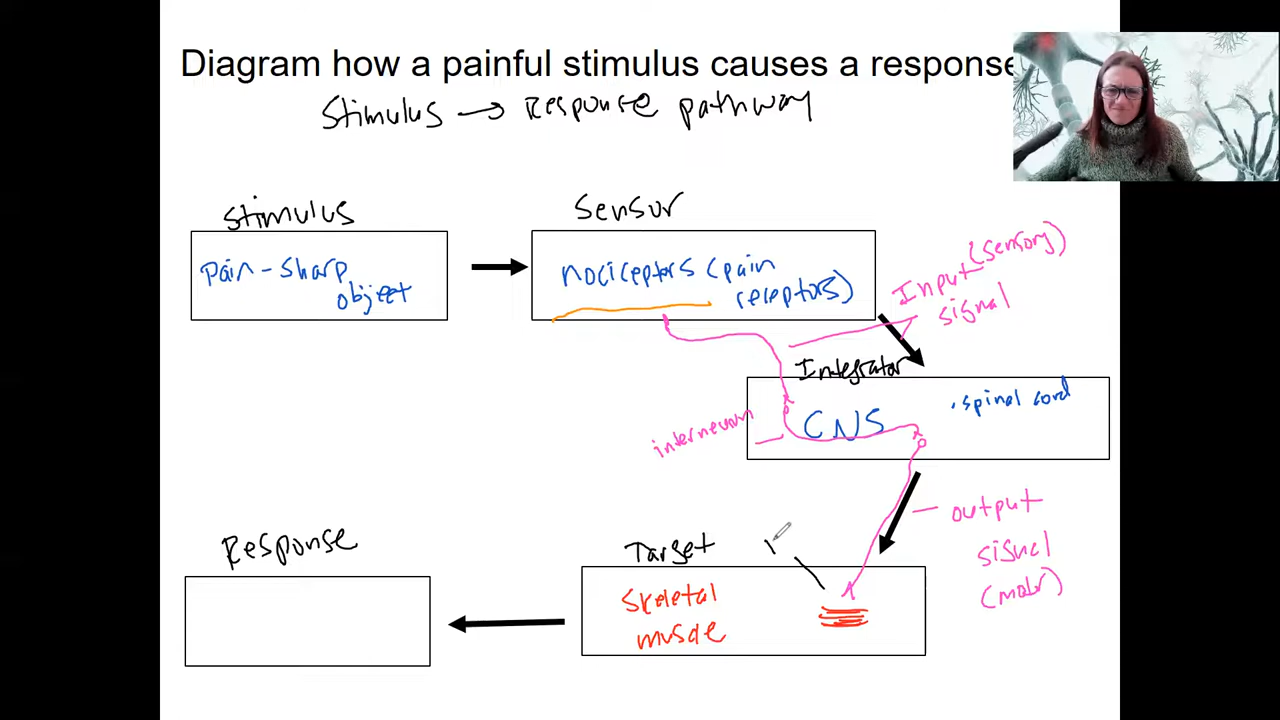 Diagram how a painful stimulus causes a response
Stimulus → Response pathway
Stimulus
Sensor
pain - sharp
object
nociceptors (pain
receptors)
Input (sensory)
signal
Integrator
CNS
. spinal cord
interneuron
output
signal
(motor)
Response
Target
skeletal
muscle